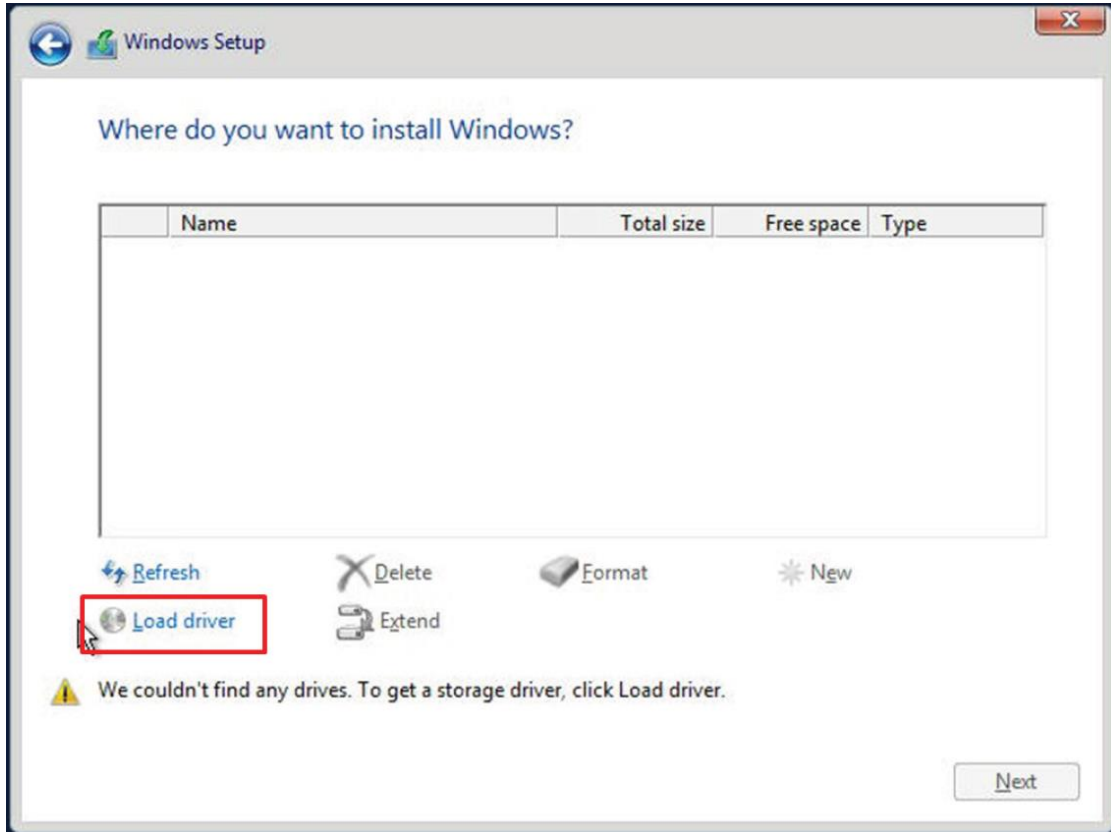 Windows Setup
Where do you want to install Windows?
Name Total size Free space Type
Refresh Delete Format New
Load driver Extend
We couldn't find any drives. To get a storage driver, click Load driver.
Next